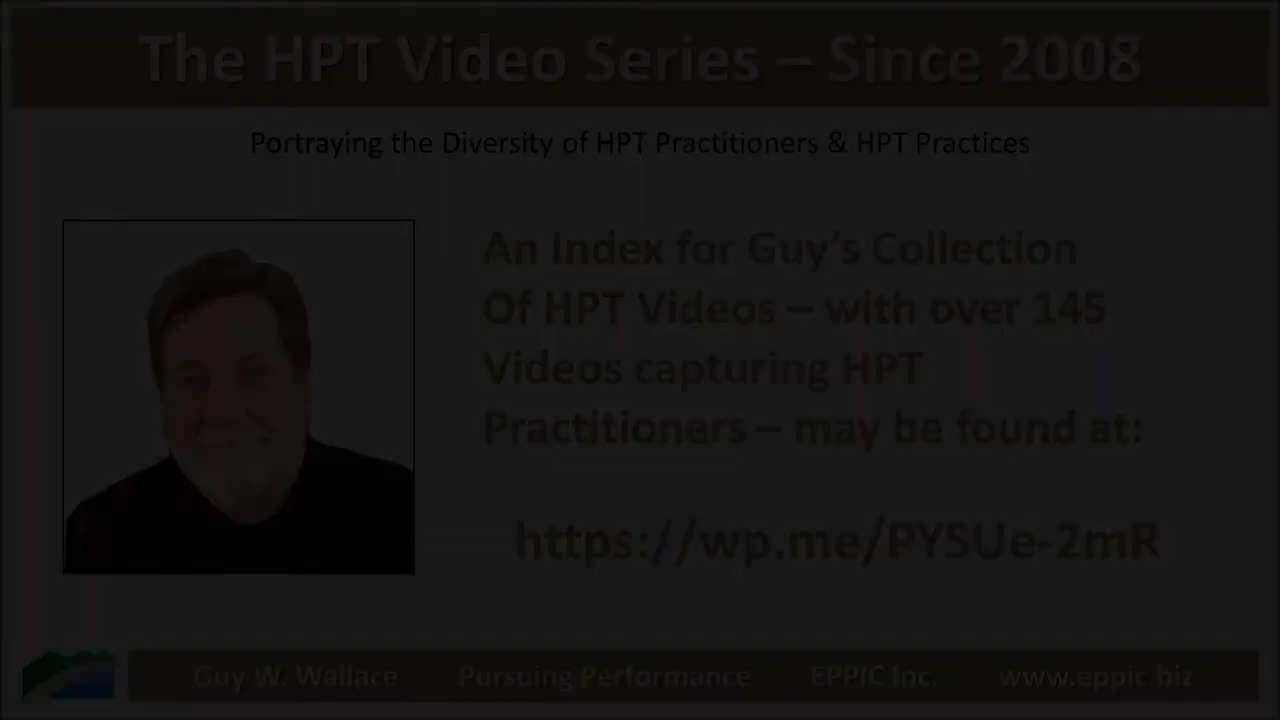 The HPT Video Series – Since 2008
Portraying the Diversity of HPT Practitioners & HPT Practices
An Index for Guy's Collection
Of HPT Videos – with over 145
Videos capturing HPT
Practitioners – may be found at:
https://wp.me/PYSUe-2mR
Guy W. Wallace Pursuing Performance EPPIC Inc. www.eppic.biz